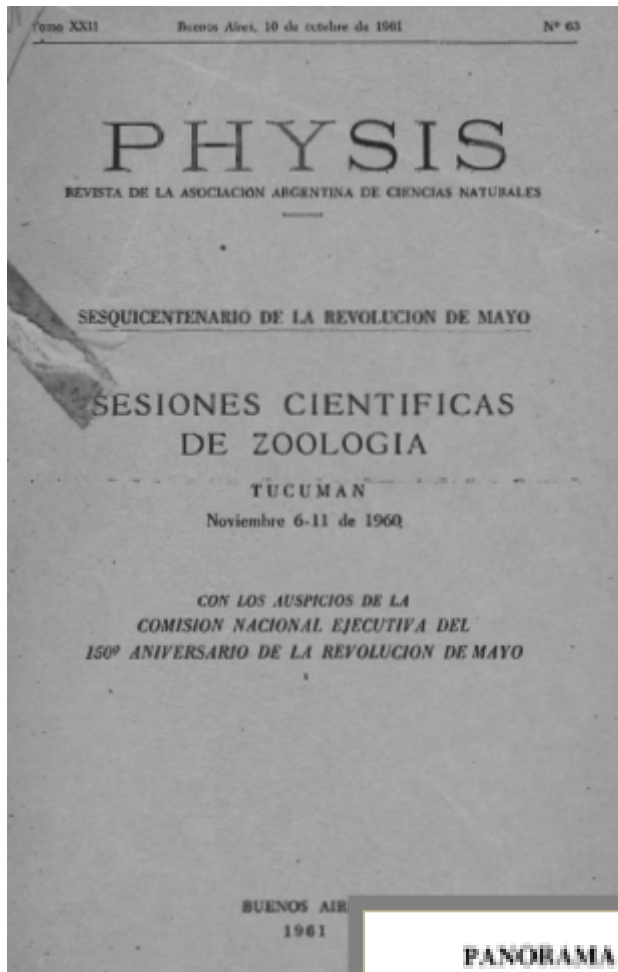 Tomo XXII Buenos Aires, 10 de octubre de 1961 Nº 63
PHYSIS
REVISTA DE LA ASOCIACION ARGENTINA DE CIENCIAS NATURALES
SESQUICENTENARIO DE LA REVOLUCION DE MAYO
SESIONES CIENTIFICAS
DE ZOOLOGIA
TUCUMAN
Noviembre 6-11 de 1960
CON LOS AUSPICIOS DE LA
COMISION NACIONAL EJECUTIVA DEL
150º ANIVERSARIO DE LA REVOLUCION DE MAYO
BUENOS AIR
1961
PANORAMA